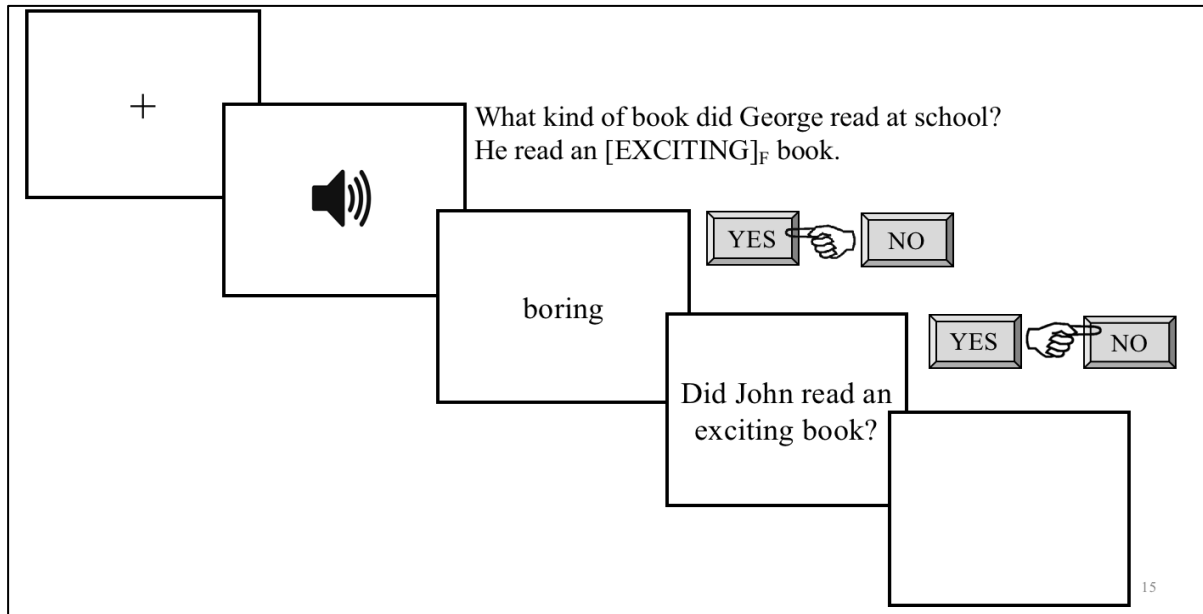 +
What kind of book did George read at school?
He read an [EXCITING]F book.
YES NO
boring
YES NO
Did John read an
exciting book?
15